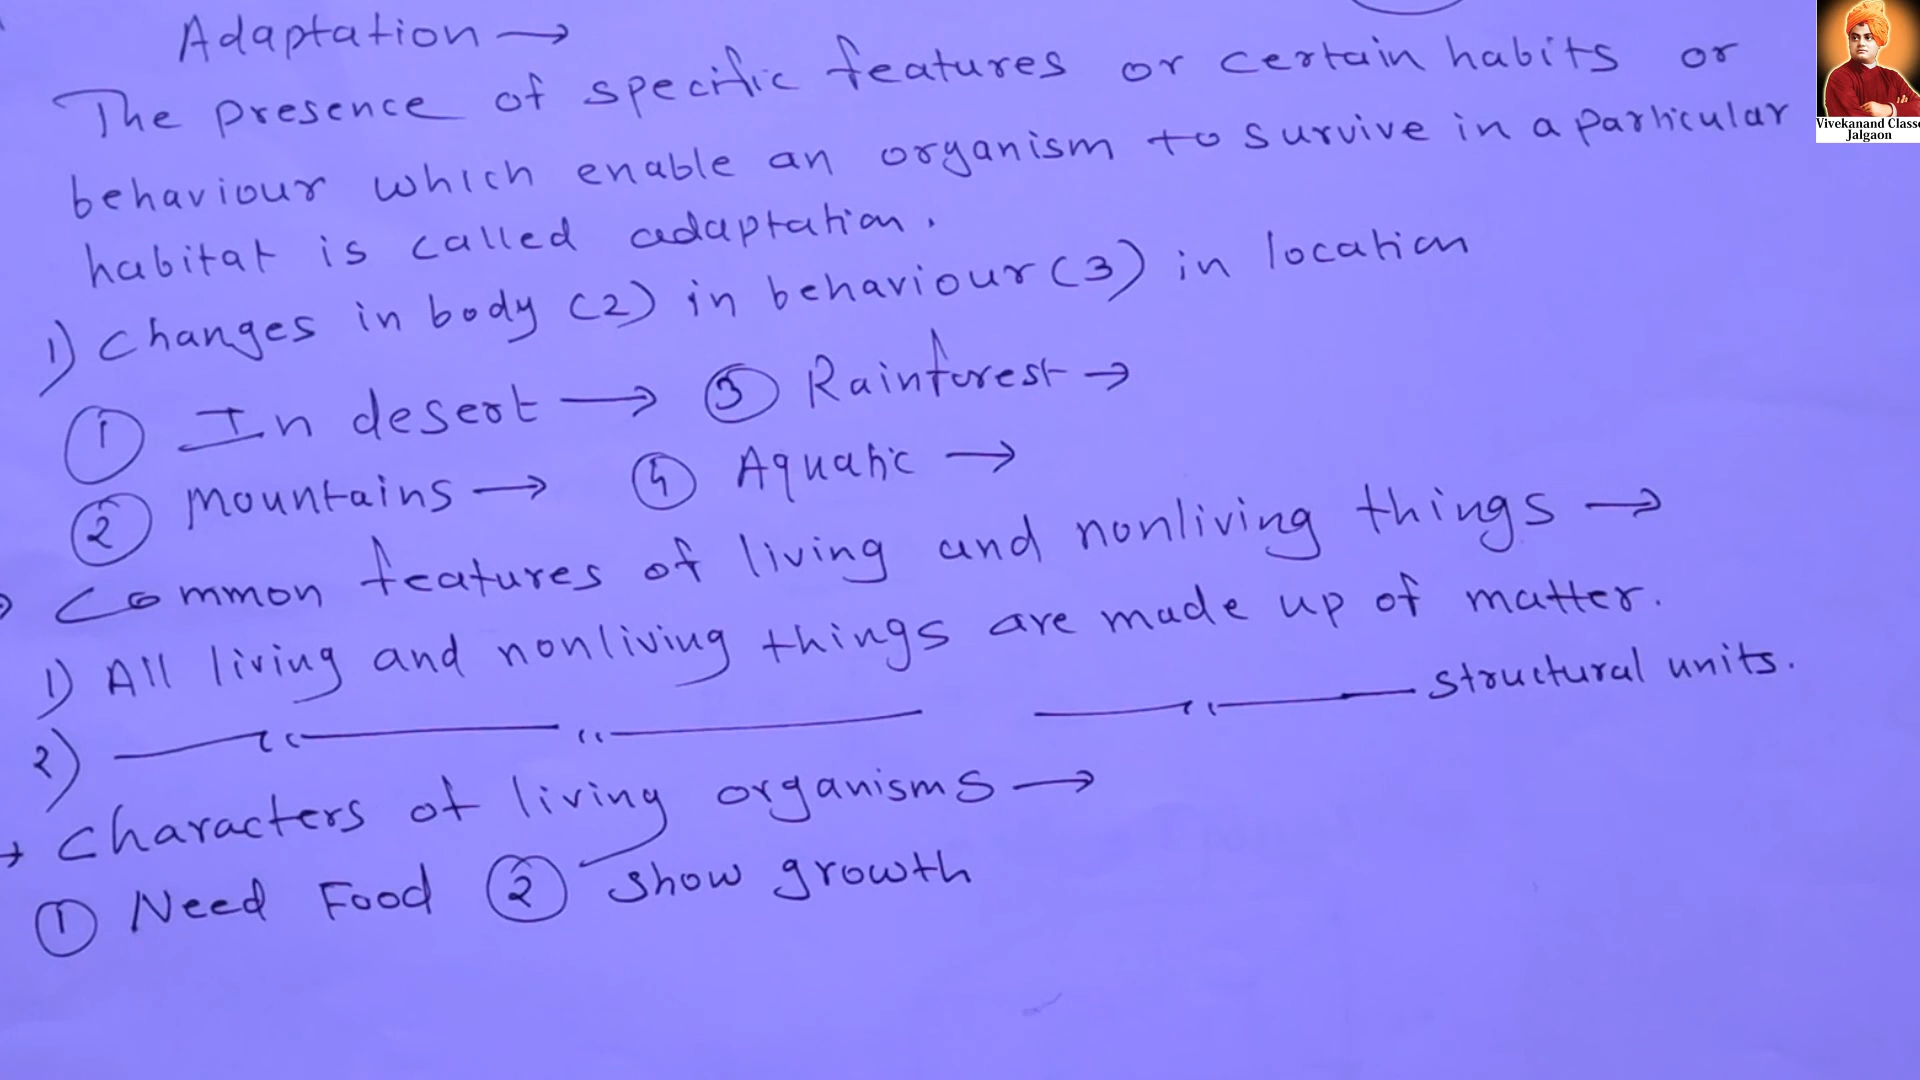 Adaptation →
The presence of specific features or certain habits or
behaviour which enable an organism to survive in a particular
habitat is called adaptation.
1) Changes in body (2) in behaviour (3) in location
① In desert → ③ Rainforest →
② Mountains → ④ Aquatic →
Common features of living and nonliving things →
1) All living and nonliving things are made up of matter.
2) —〃— —〃— —〃— structural units.
→ Characters of living organisms →
① Need Food ② Show growth
Vivekanand Classe
Jalgaon